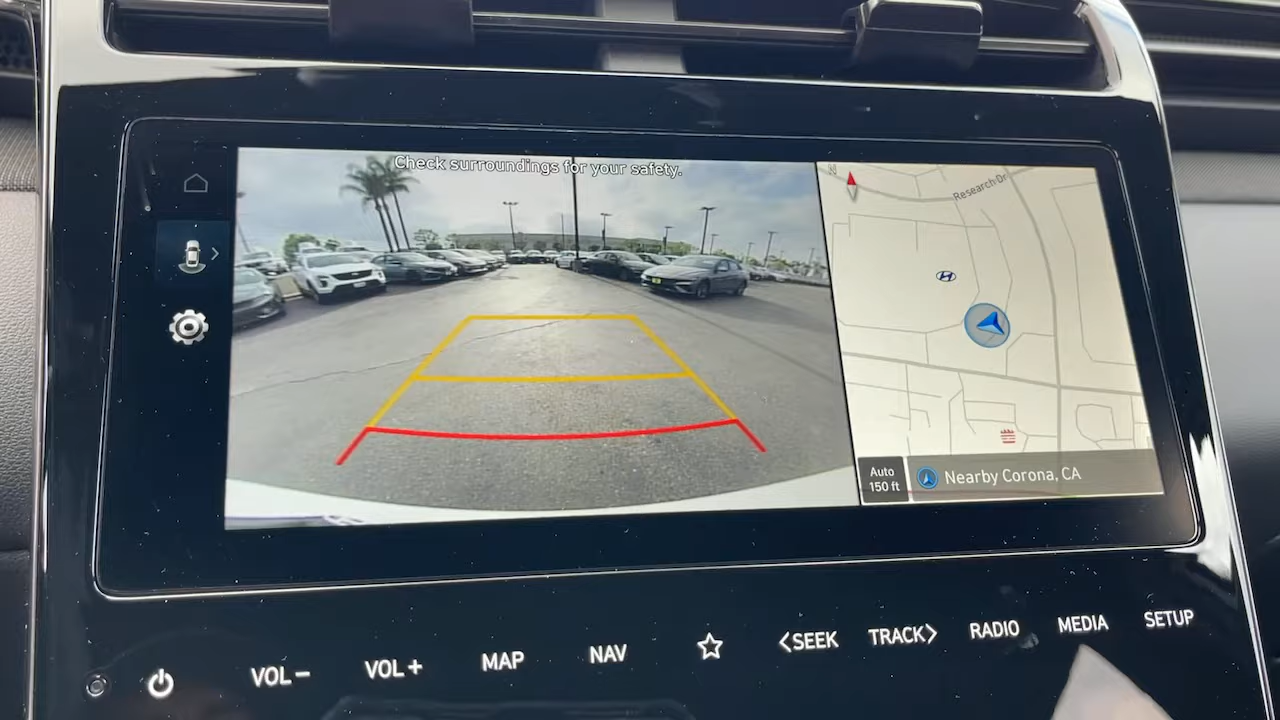 Check surroundings for your safety.
N
Research Dr
Auto
150 ft
Nearby Corona, CA
VOL−
VOL+
MAP
NAV
<SEEK
TRACK>
RADIO
MEDIA
SETUP